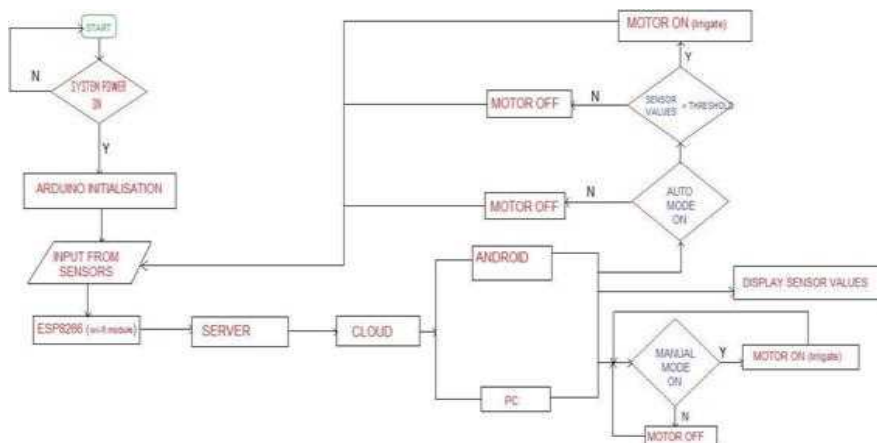 START
N
SYSTEM POWER
ON
Y
ARDUINO INITIALISATION
INPUT FROM
SENSORS
ESP8266 (wi-fi module)
SERVER
CLOUD
ANDROID
PC
MOTOR ON (Irrigate)
Y
SENSOR
VALUES = THRESHOLD
N
MOTOR OFF
AUTO
MODE
ON
N
MOTOR OFF
DISPLAY SENSOR VALUES
MANUAL
MODE
ON
Y
MOTOR ON (Irrigate)
N
MOTOR OFF